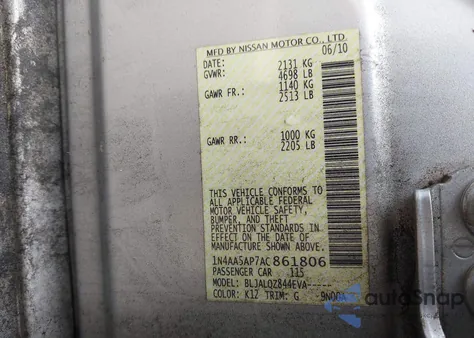 MFD BY NISSAN MOTOR CO., LTD.
DATE: 06/10
GVWR: 2131 KG
4698 LB
GAWR FR.: 1140 KG
2513 LB
GAWR RR.: 1000 KG
2205 LB
THIS VEHICLE CONFORMS TO
ALL APPLICABLE FEDERAL
MOTOR VEHICLE SAFETY,
BUMPER, AND THEFT
PREVENTION STANDARDS IN
EFFECT ON THE DATE OF
MANUFACTURE SHOWN ABOVE.
1N4AA5AP7AC861806
PASSENGER CAR 115
MODEL: BLJALQZ844EVA-----
COLOR: K12 TRIM: G
autoSnap